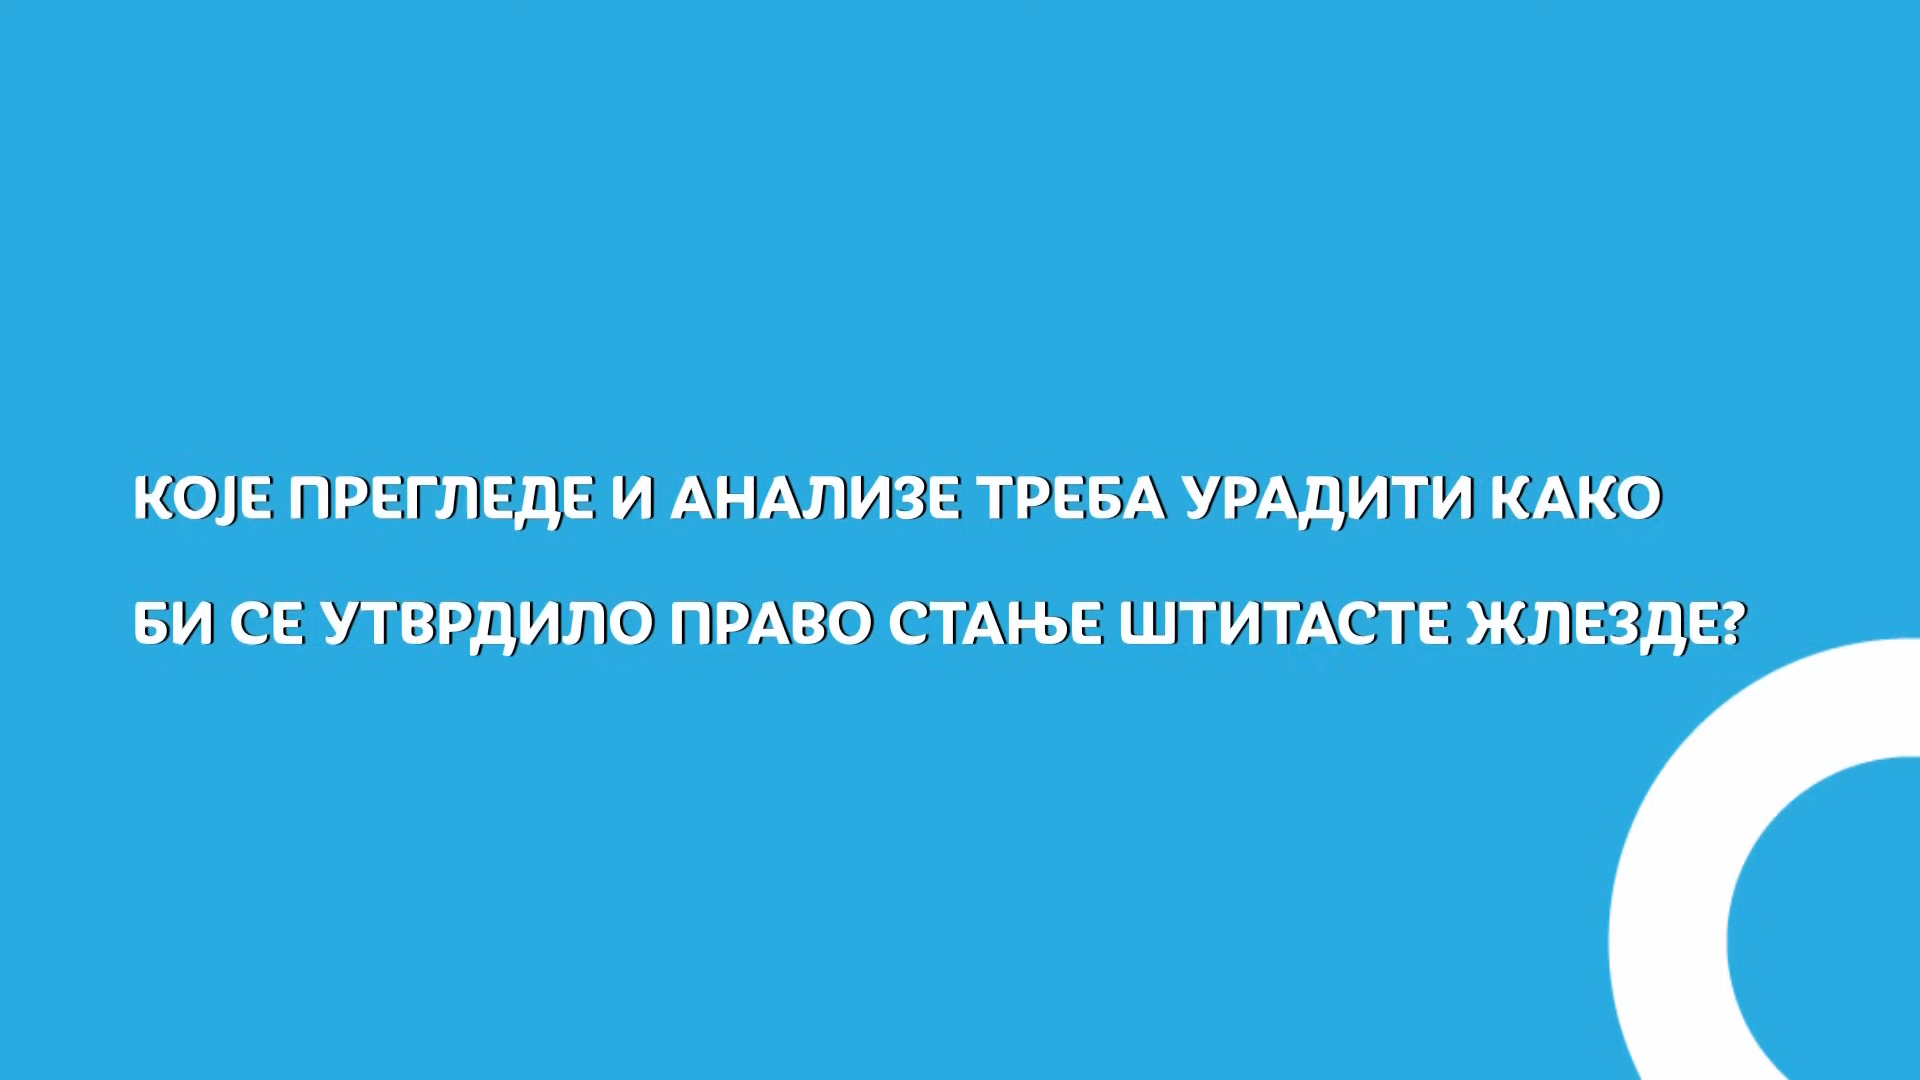 КОЈЕ ПРЕГЛЕДЕ И АНАЛИЗЕ ТРЕБА УРАДИТИ КАКО
БИ СЕ УТВРДИЛО ПРАВО СТАЊЕ ШТИТАСТЕ ЖЛЕЗДЕ?